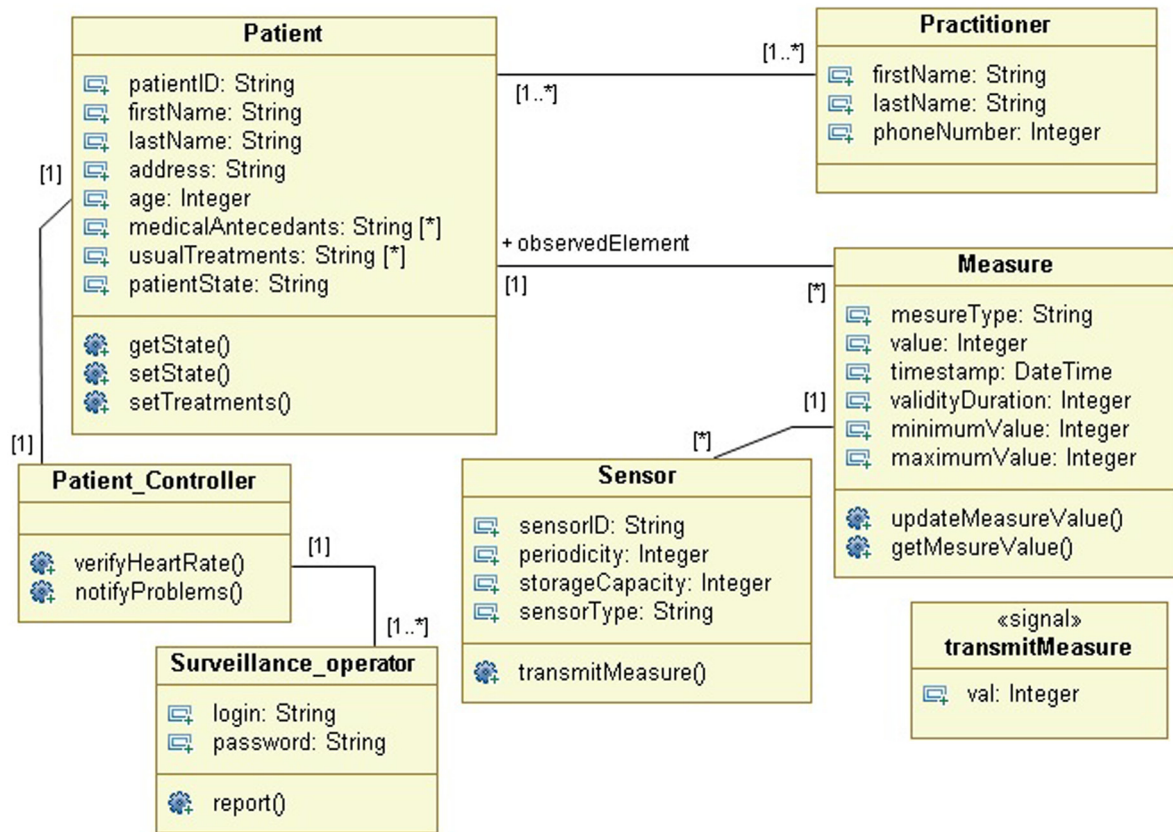 Patient
patientID: String
firstName: String
lastName: String
address: String
age: Integer
medicalAntecedants: String [*]
usualTreatments: String [*]
patientState: String
getState()
setState()
setTreatments()
[1..*]
[1..*]
Practitioner
firstName: String
lastName: String
phoneNumber: Integer
[1]
[1]
+ observedElement
[1]
[*]
Measure
mesureType: String
value: Integer
timestamp: DateTime
validityDuration: Integer
minimumValue: Integer
maximumValue: Integer
updateMeasureValue()
getMesureValue()
[1]
[*]
Patient_Controller
verifyHeartRate()
notifyProblems()
[1]
[1..*]
Sensor
sensorID: String
periodicity: Integer
storageCapacity: Integer
sensorType: String
transmitMeasure()
Surveillance_operator
login: String
password: String
report()
«signal»
transmitMeasure
val: Integer